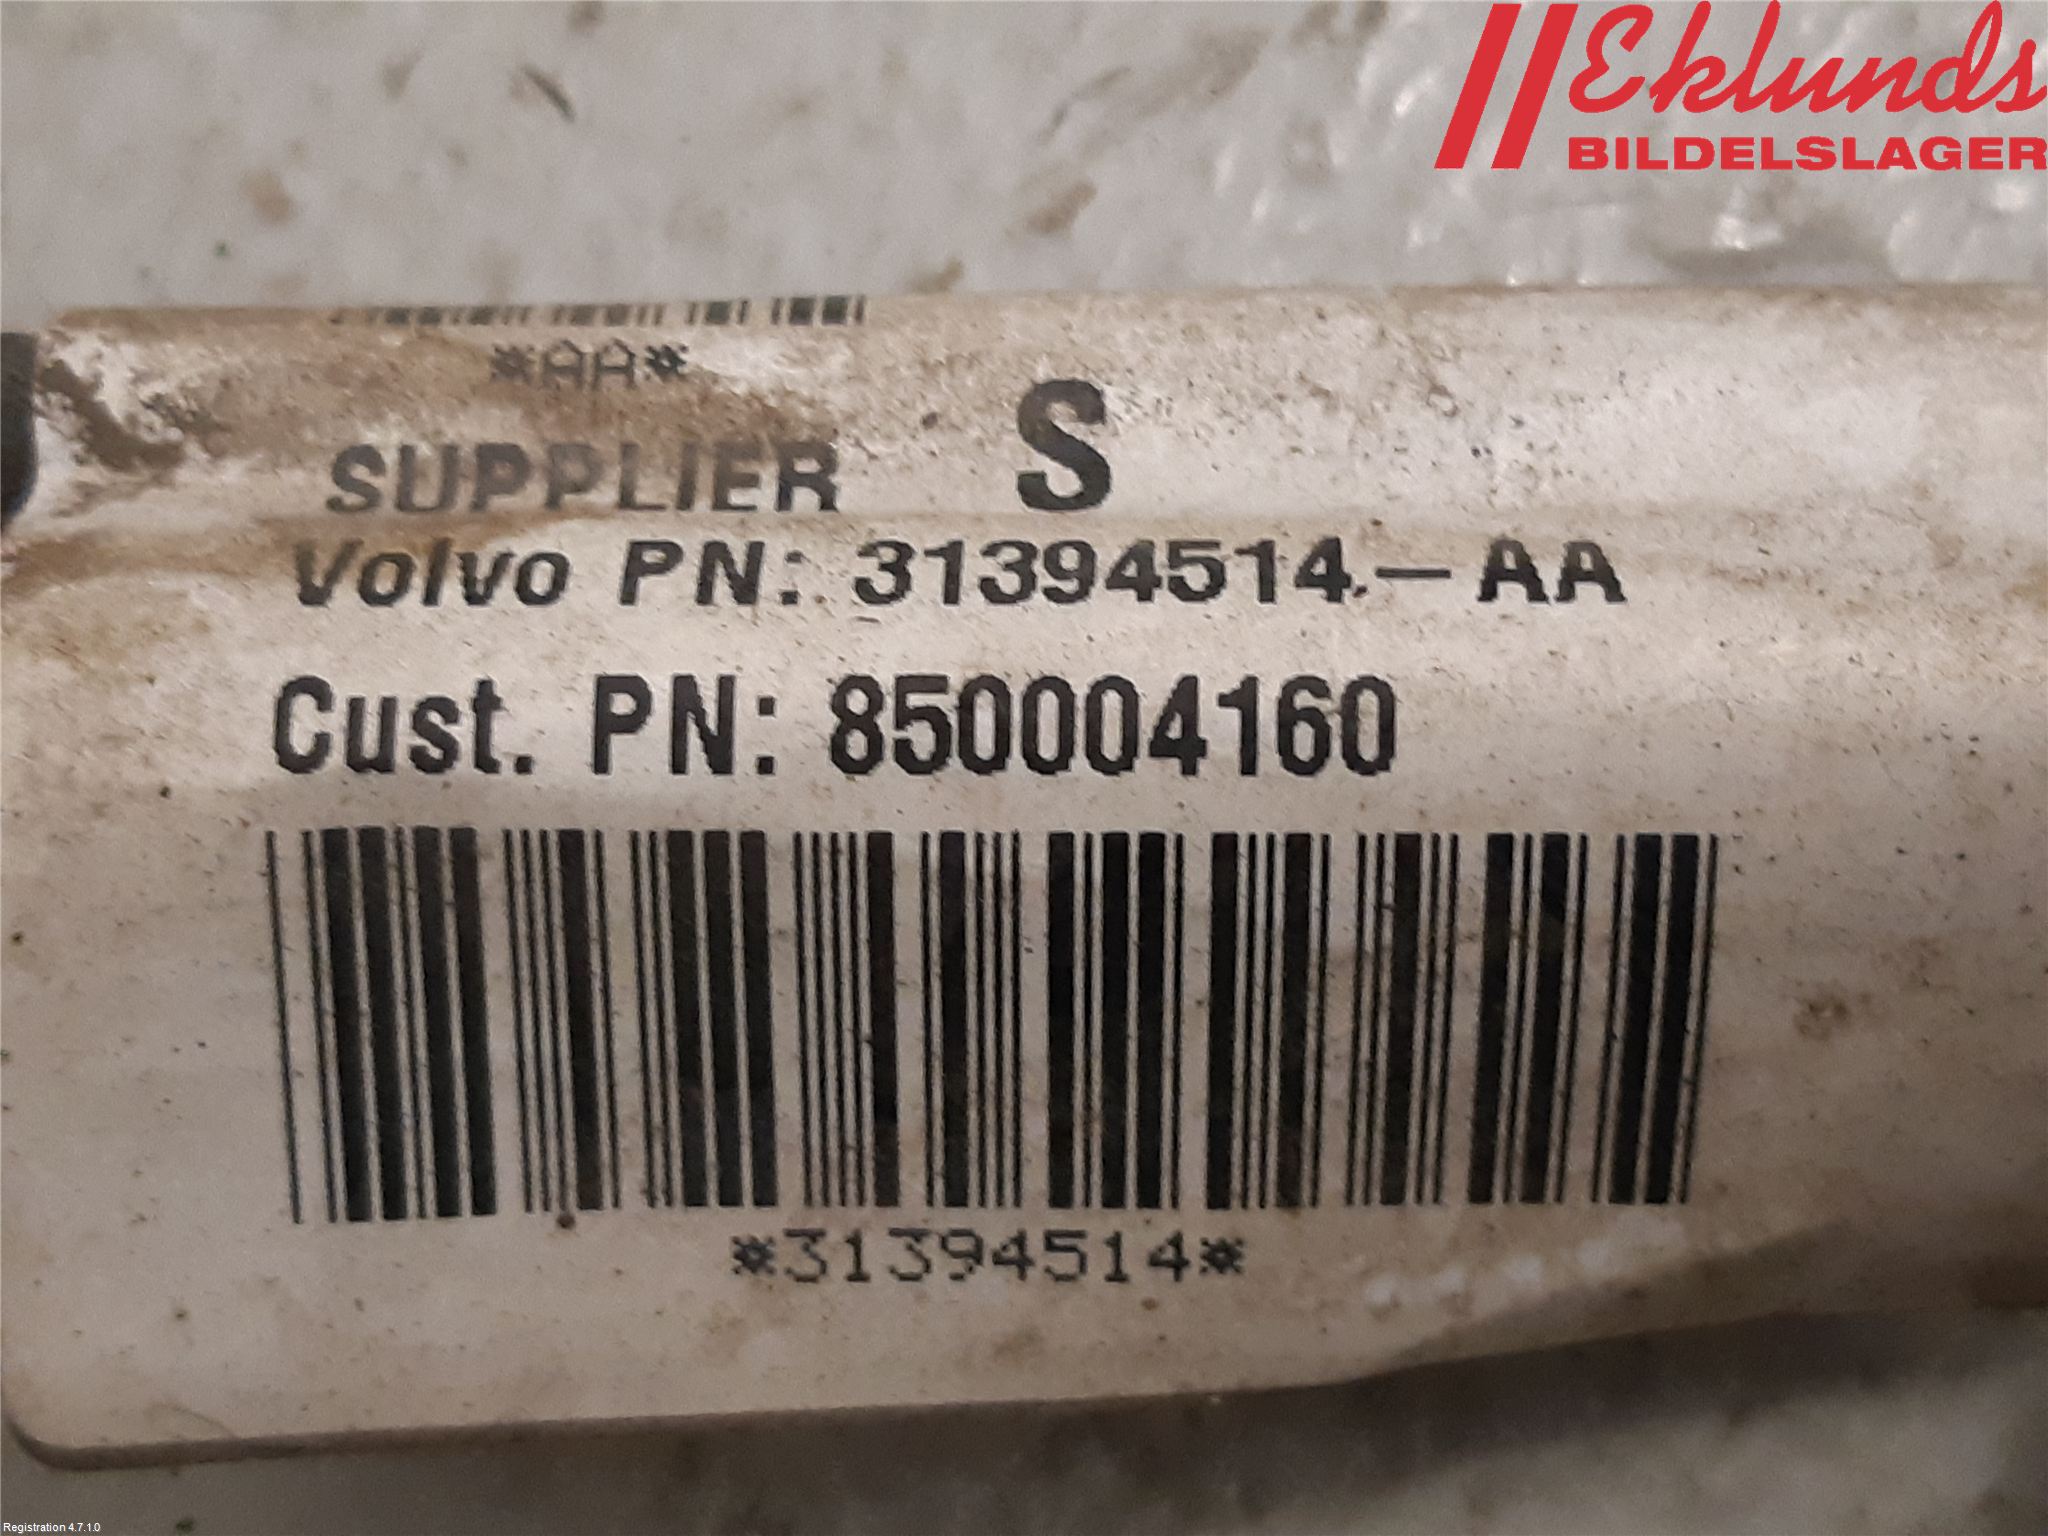 Eklunds
BILDELSLAGER
*AA*
SUPPLIER S
Volvo PN: 31394514-AA
Cust. PN: 850004160
*31394514*
Registration 4.7.1.0